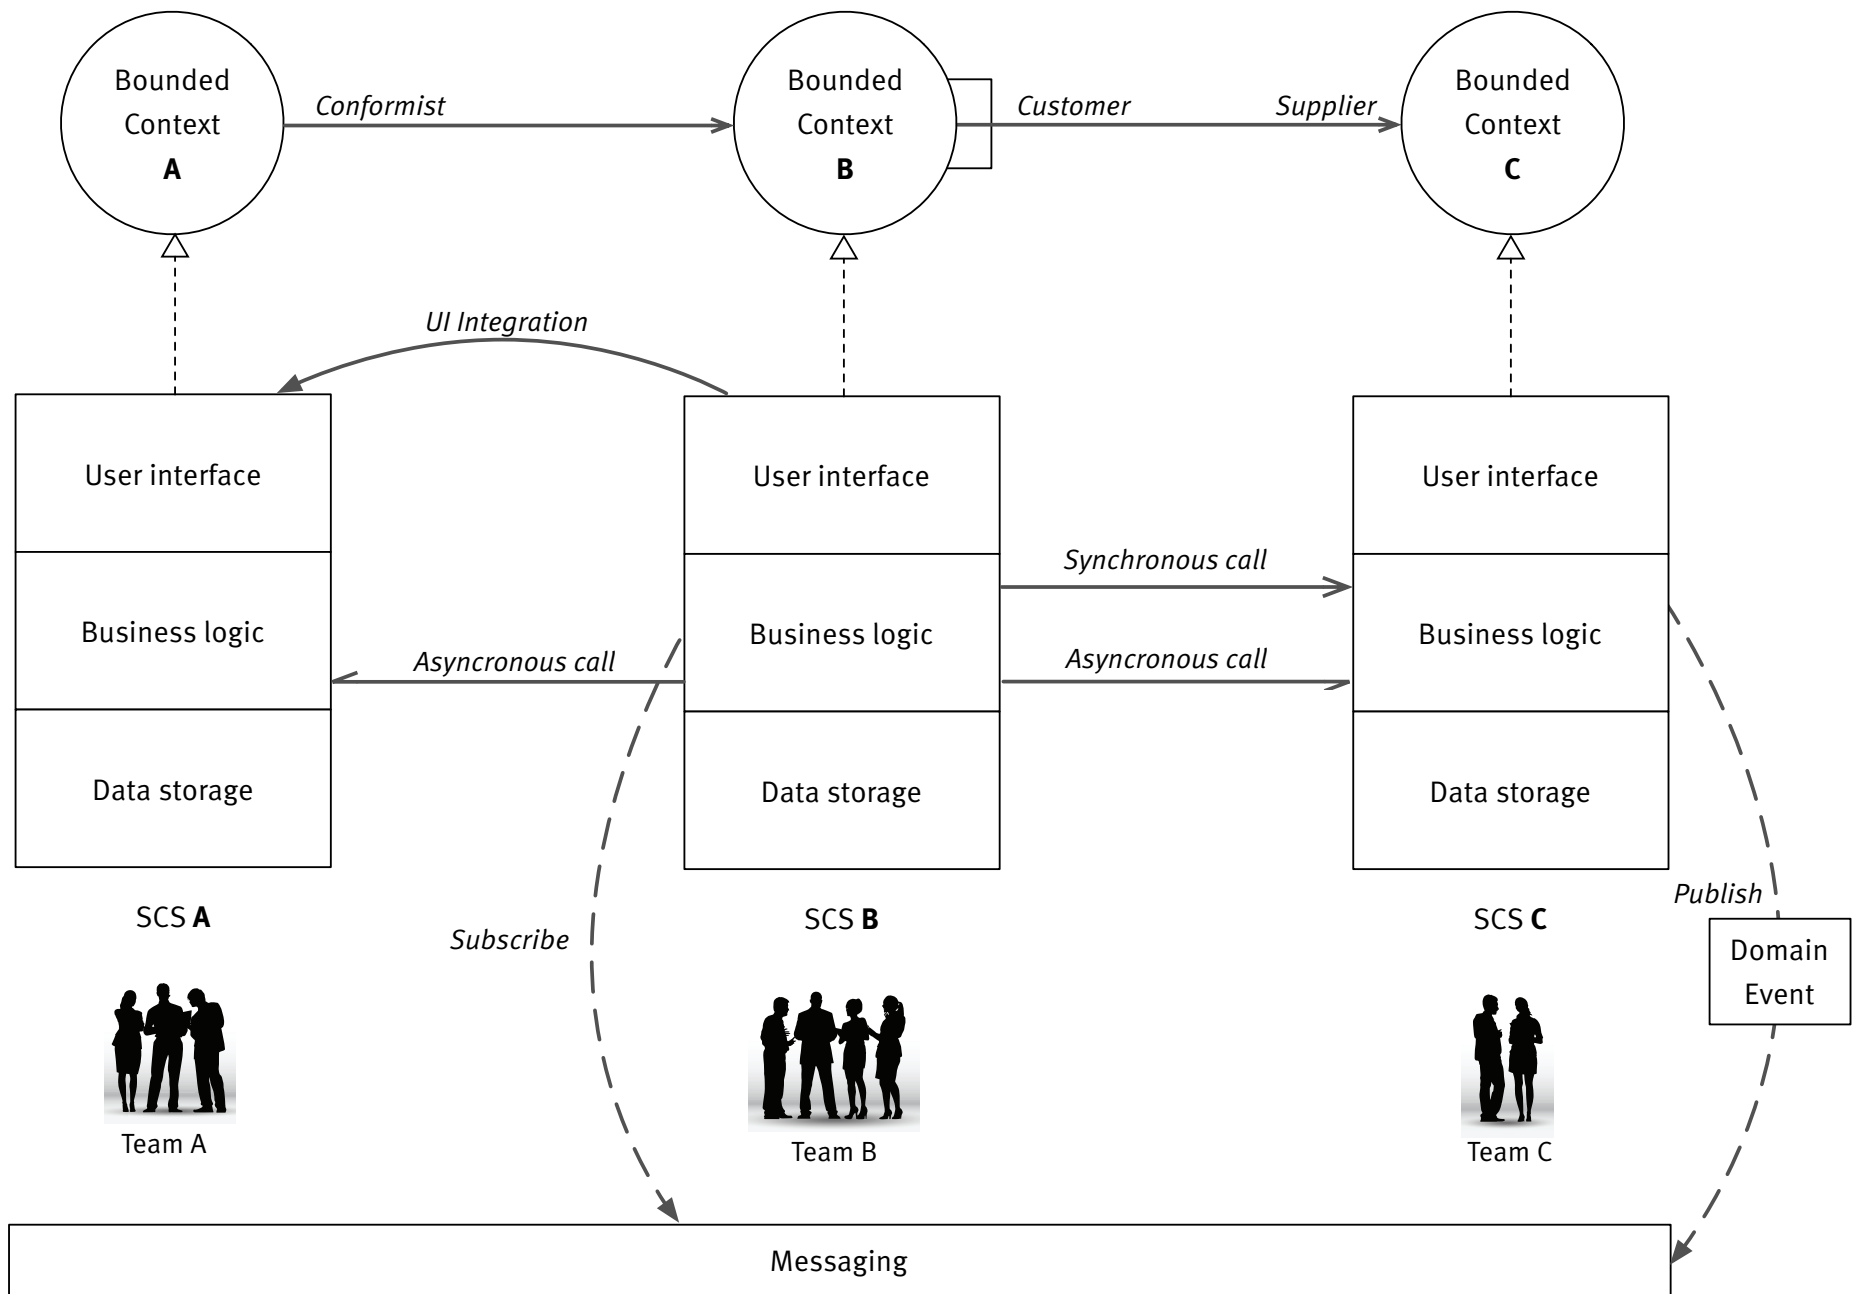 Bounded
Context
A
Conformist
Bounded
Context
B
Customer
Supplier
Bounded
Context
C
UI Integration
User interface
User interface
User interface
Synchronous call
Business logic
Business logic
Business logic
Asyncronous call
Asyncronous call
Data storage
Data storage
Data storage
Publish
SCS A
SCS B
SCS C
Subscribe
Domain
Event
Team A
Team B
Team C
Messaging